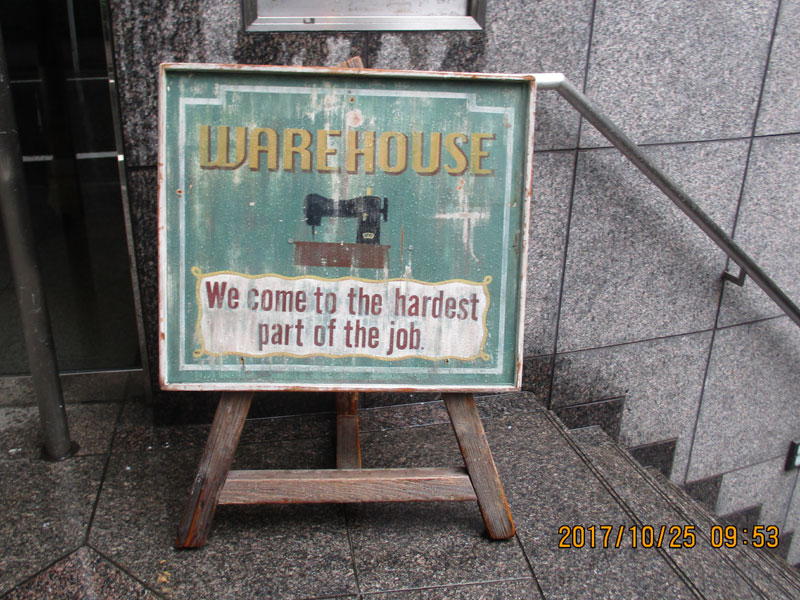 WAREHOUSE
We come to the hardest
part of the job.
2017/10/25 09:53